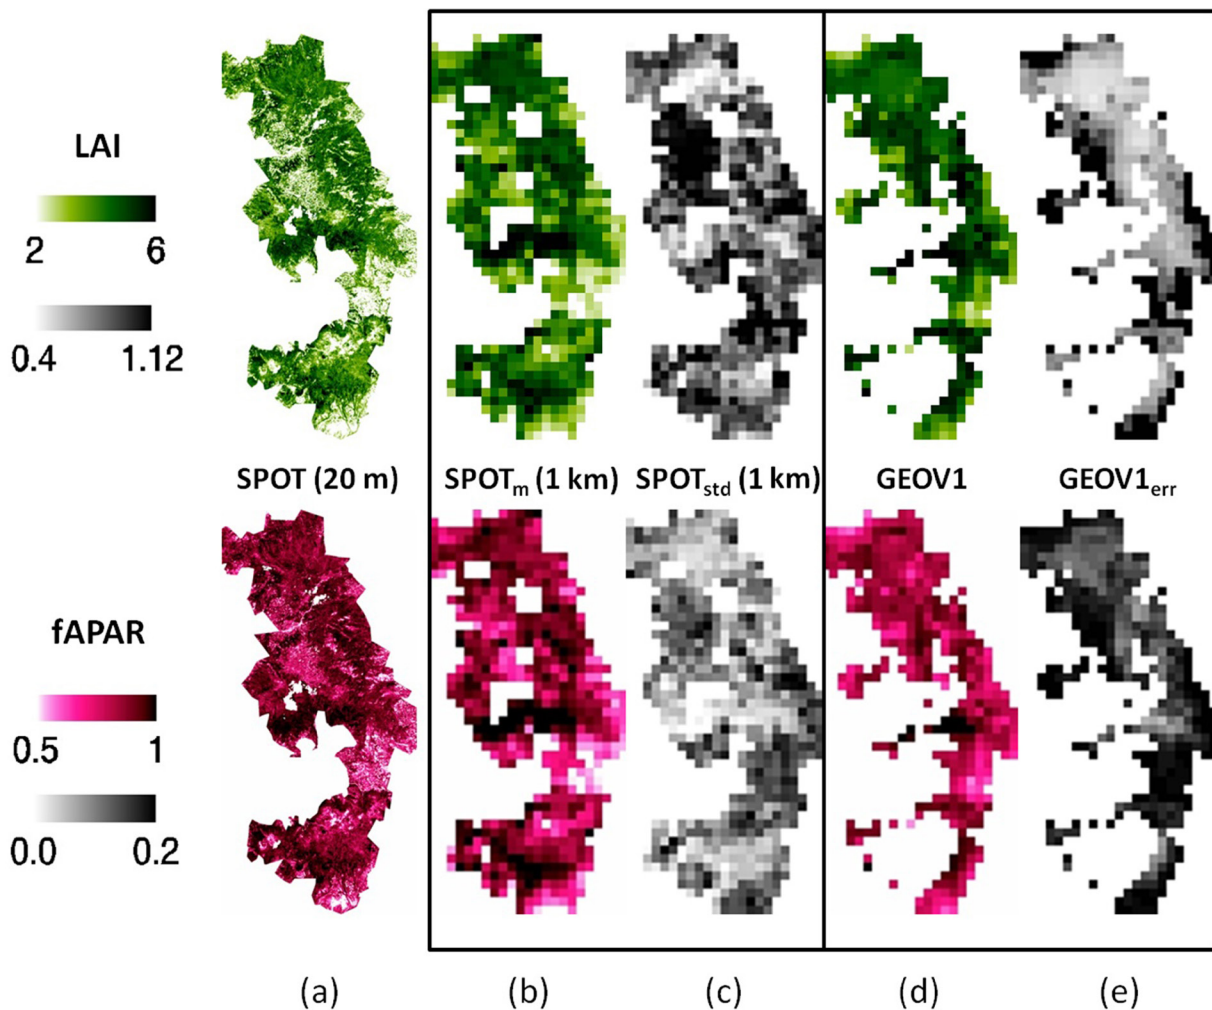 LAI
2 6
0.4 1.12
SPOT (20 m) SPOTm (1 km) SPOTstd (1 km) GEOV1 GEOV1err
fAPAR
0.5 1
0.0 0.2
(a) (b) (c) (d) (e)